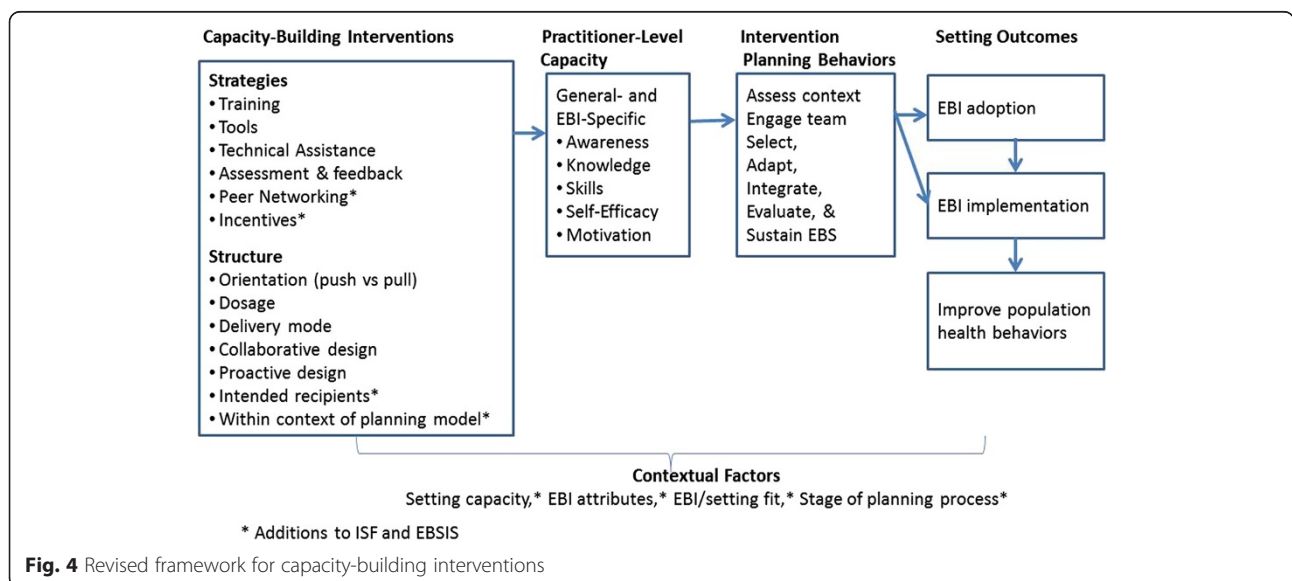 Capacity-Building Interventions
Strategies
• Training
• Tools
• Technical Assistance
• Assessment & feedback
• Peer Networking*
• Incentives*
Structure
• Orientation (push vs pull)
• Dosage
• Delivery mode
• Collaborative design
• Proactive design
• Intended recipients*
• Within context of planning model*
Practitioner-Level
Capacity
General- and
EBI-Specific
• Awareness
• Knowledge
• Skills
• Self-Efficacy
• Motivation
Intervention
Planning Behaviors
Assess context
Engage team
Select,
Adapt,
Integrate,
Evaluate, &
Sustain EBS
Setting Outcomes
EBI adoption
EBI implementation
Improve population
health behaviors
Contextual Factors
Setting capacity,* EBI attributes,* EBI/setting fit,* Stage of planning process*
* Additions to ISF and EBSIS
Fig. 4 Revised framework for capacity-building interventions